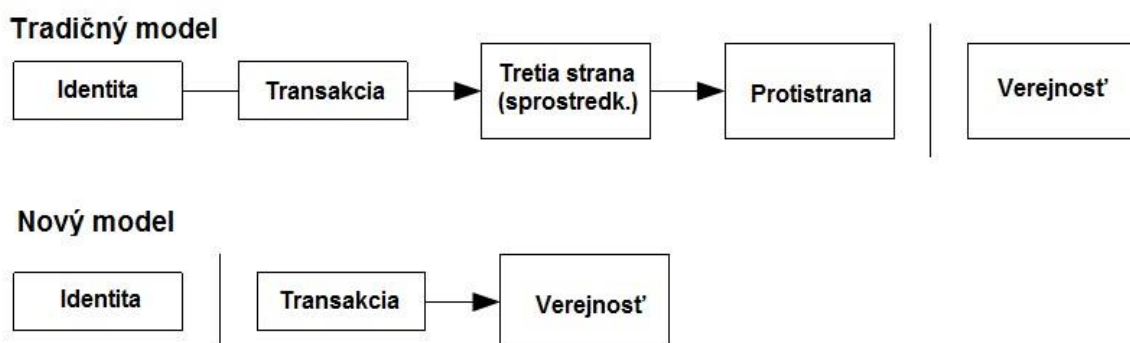 Tradičný model
Identita
Transakcia
Tretia strana
(sprostredk.)
Protistrana
Verejnosť
Nový model
Identita
Transakcia
Verejnosť